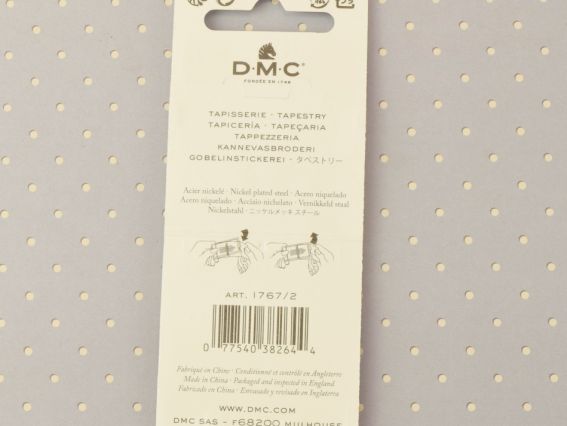 D·M·C
FONDÉE EN 1746
TAPISSERIE · TAPESTRY
TAPICERÍA · TAPEÇARIA
TAPPEZZERIA
KANNEVASBRODERI
GOBELINSTICKEREI · タペストリー
Acier nickelé · Nickel plated steel · Acero niquelado
Acero niquelado · Acciaio nichelato · Vernikkeld staal
Nickelstahl · ニッケルメッキ スチール
ART. 1767/2
0 77540 38264 4
Fabriqué en Chine · Conditionné et contrôlé en Angleterre
Made in China · Packaged and inspected in England
Fabricado en China · Envasado y revisado en Inglaterra
WWW.DMC.COM
DMC SAS – F68200 MULHOUSE